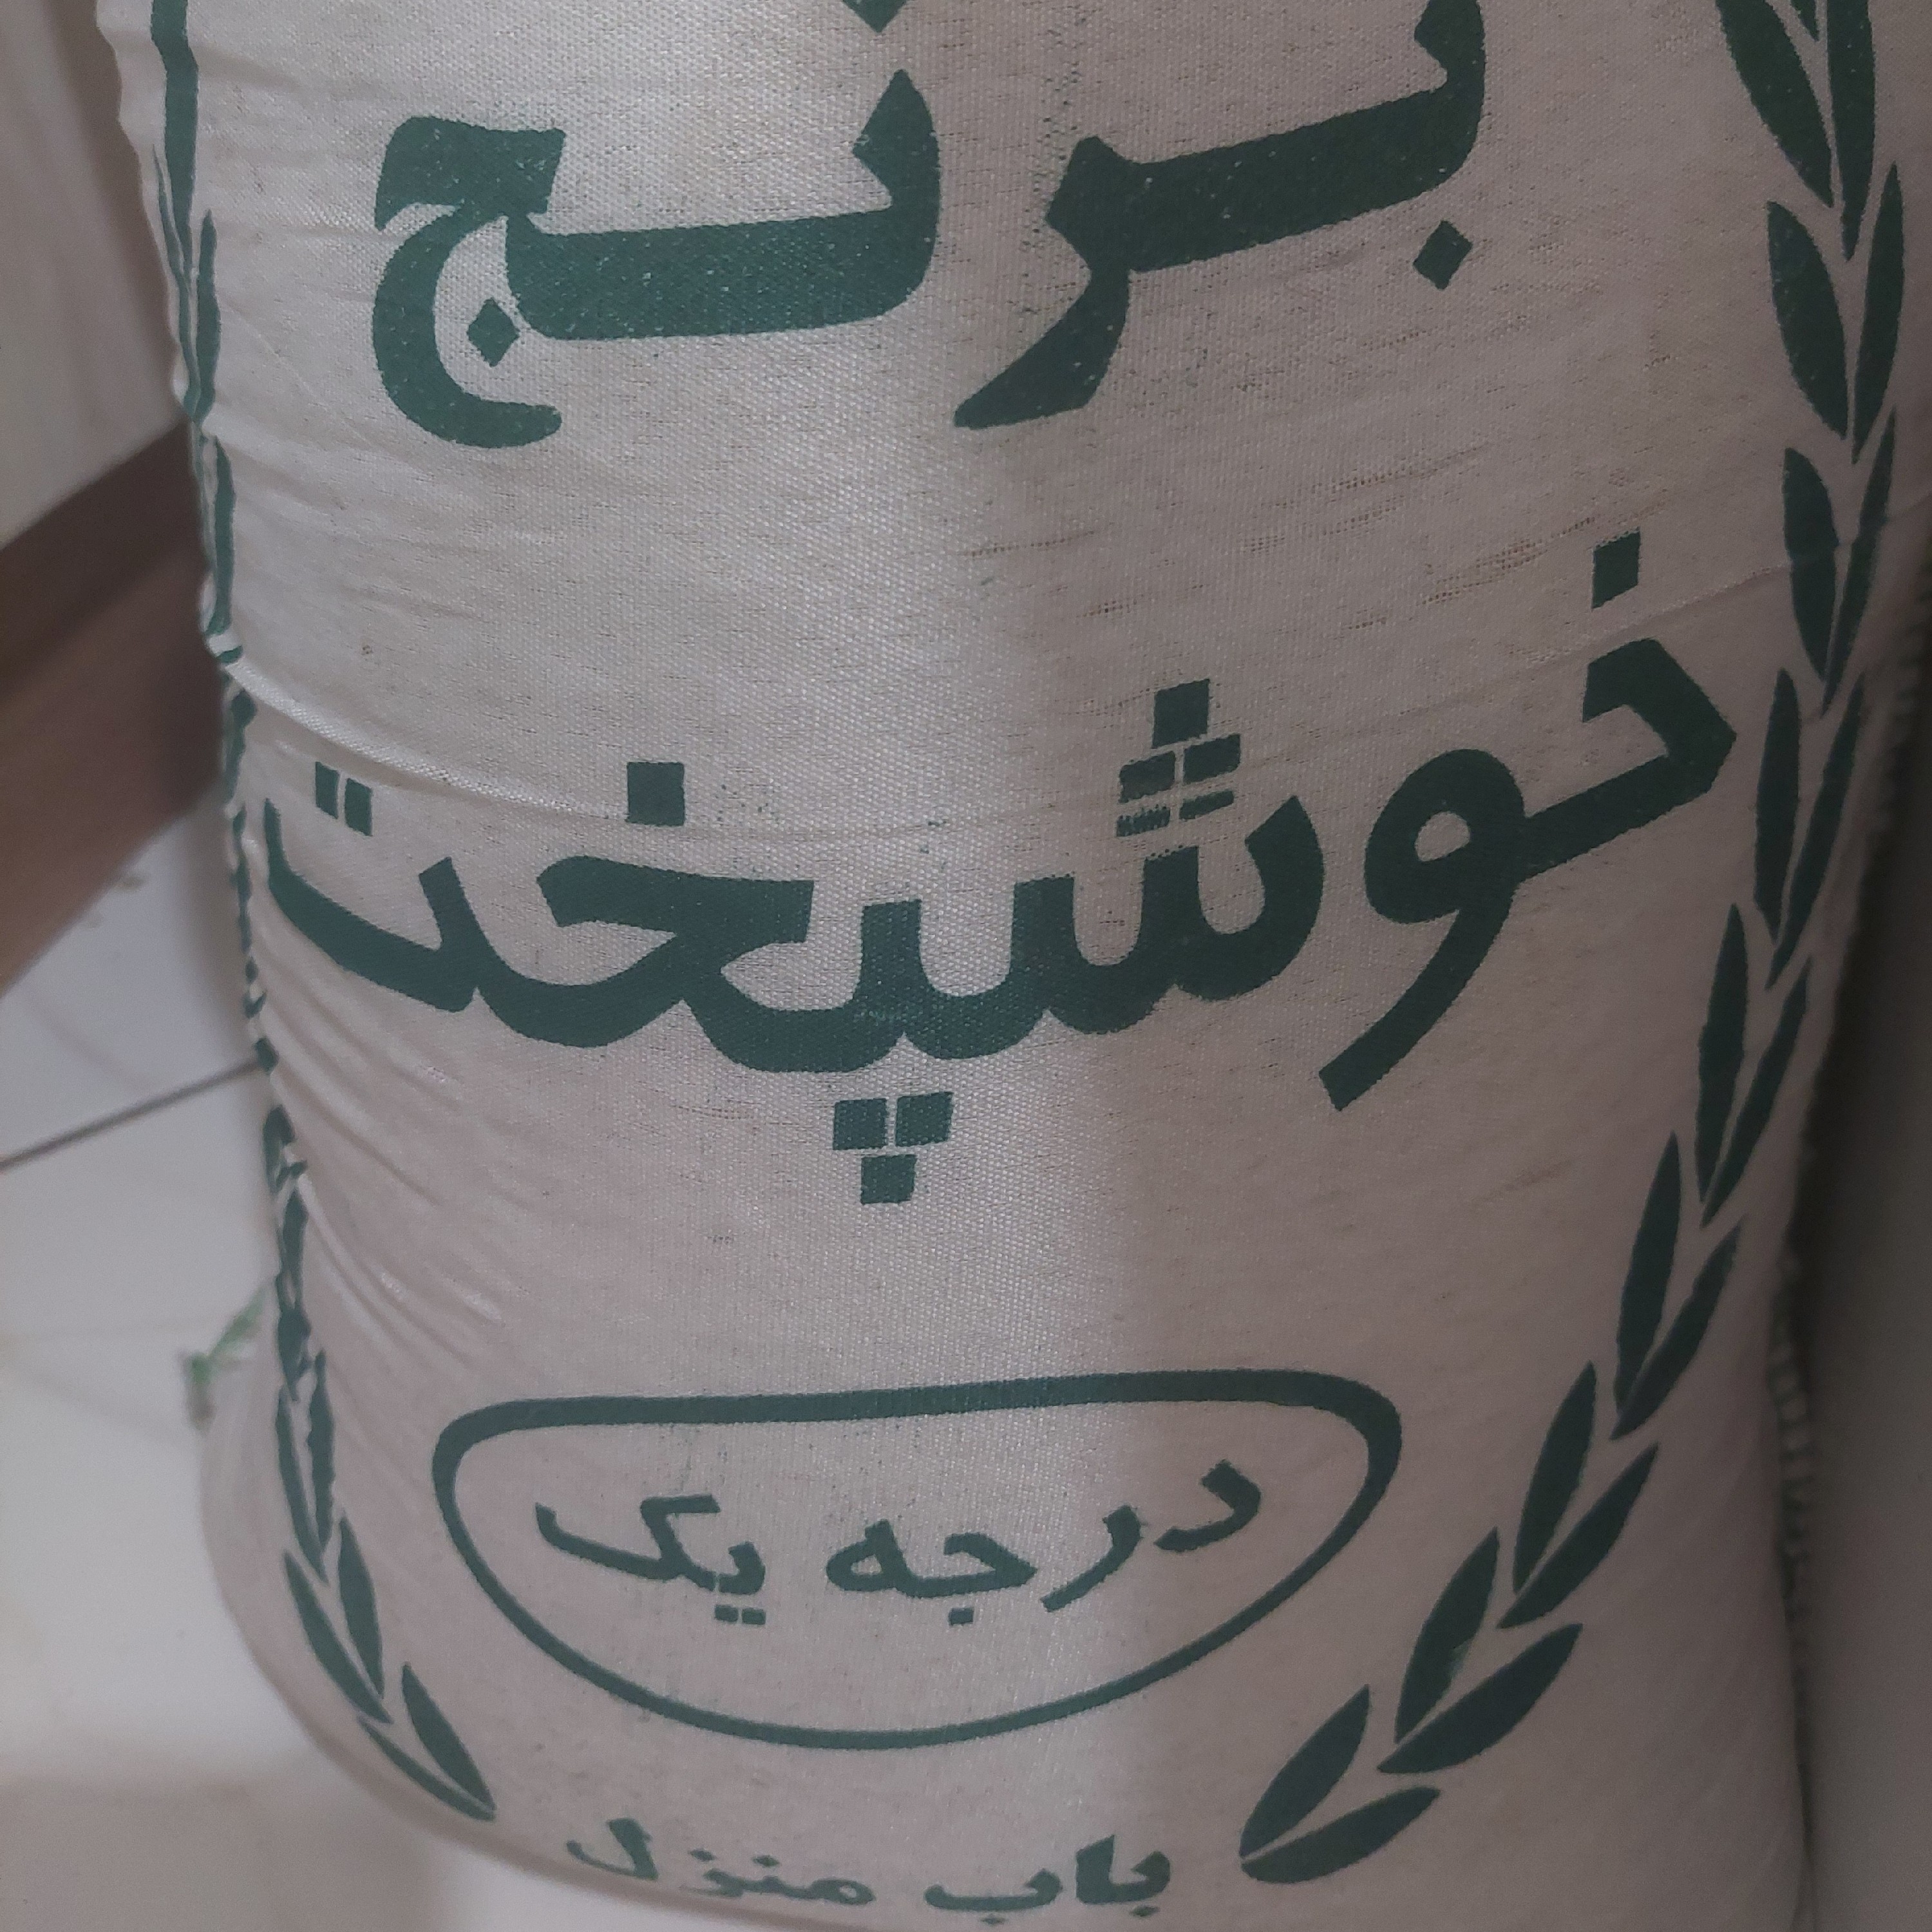 برنج
خوشپخت
درجه یک
باب منزل